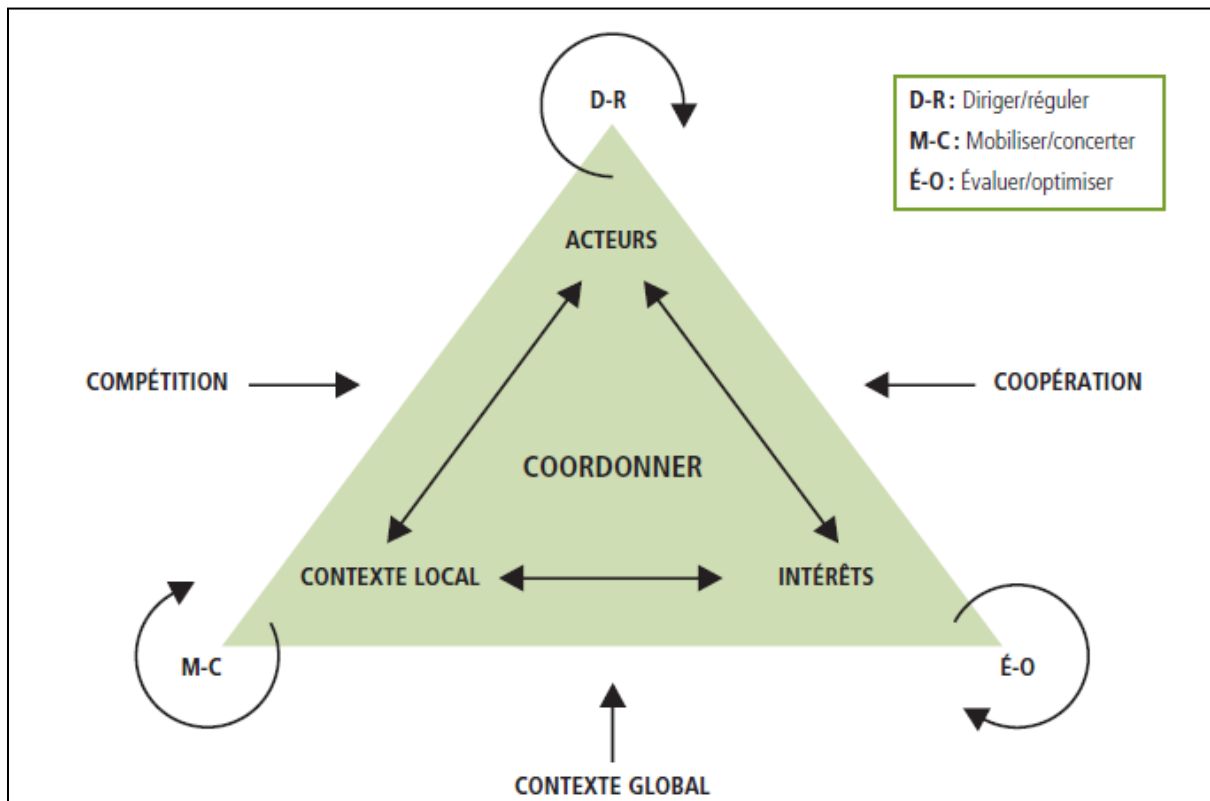 D-R
D-R : Diriger/réguler
M-C : Mobiliser/concerter
É-O : Évaluer/optimiser
ACTEURS
COMPÉTITION
COOPÉRATION
COORDONNER
CONTEXTE LOCAL
INTÉRÊTS
M-C
É-O
CONTEXTE GLOBAL